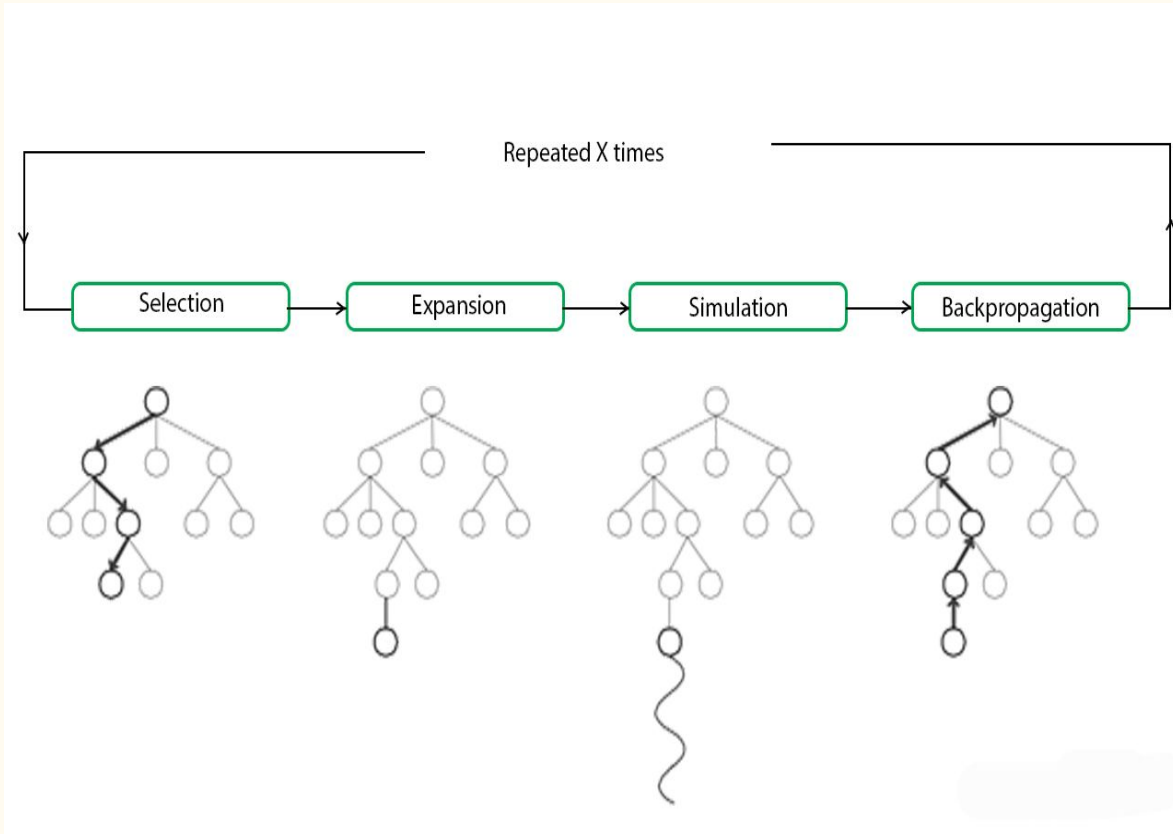 Repeated X times
Selection
Expansion
Simulation
Backpropagation